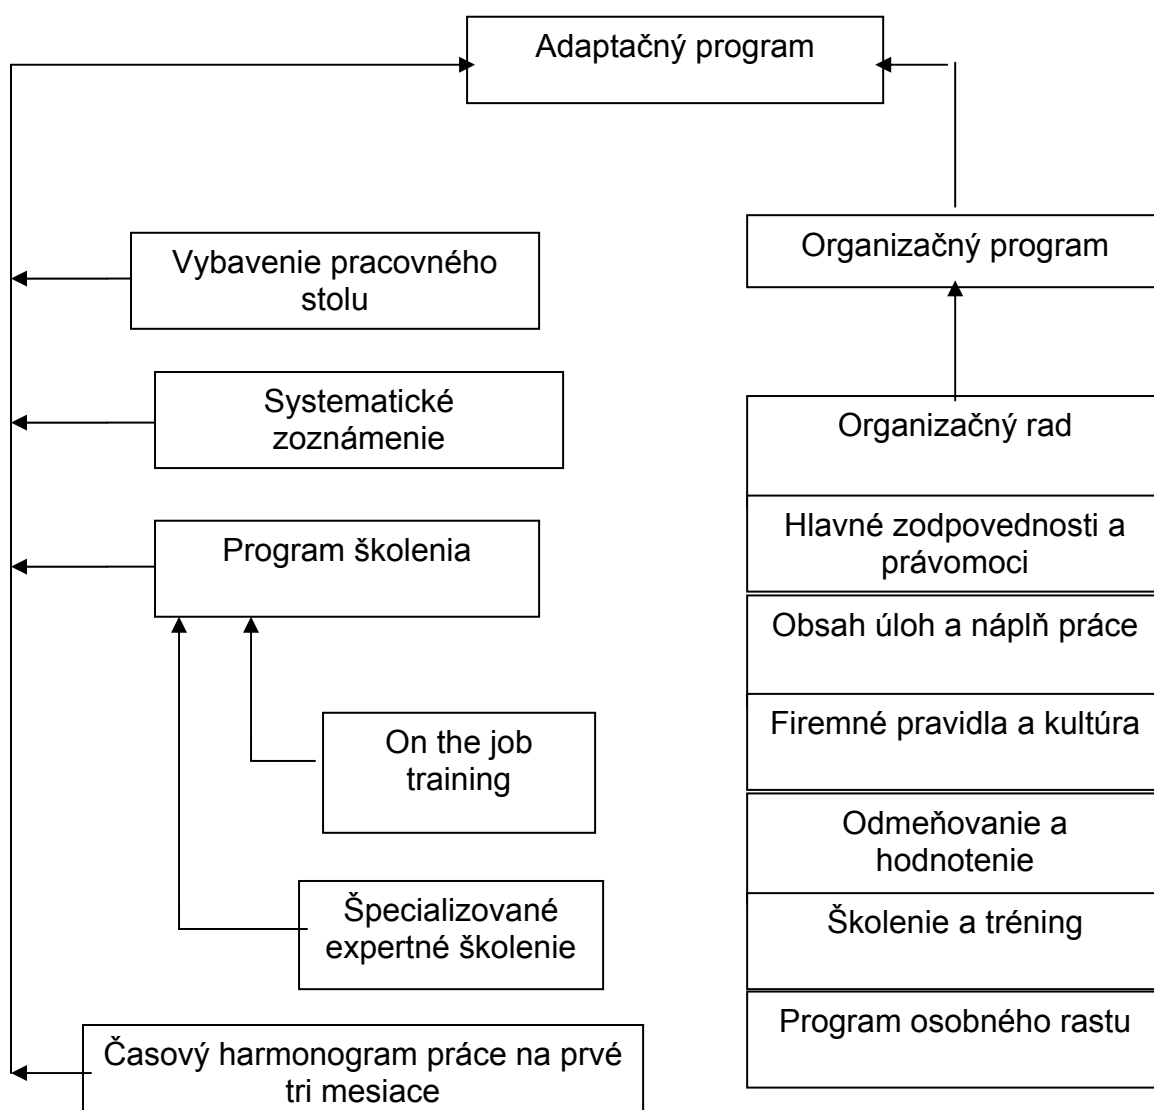 Adaptačný program
Vybavenie pracovného
stolu
Systematické
zoznámenie
Program školenia
On the job
training
Špecializované
expertné školenie
Časový harmonogram práce na prvé
tri mesiace
Organizačný program
Organizačný rad
Hlavné zodpovednosti a
právomoci
Obsah úloh a náplň práce
Firemné pravidla a kultúra
Odmeňovanie a
hodnotenie
Školenie a tréning
Program osobného rastu